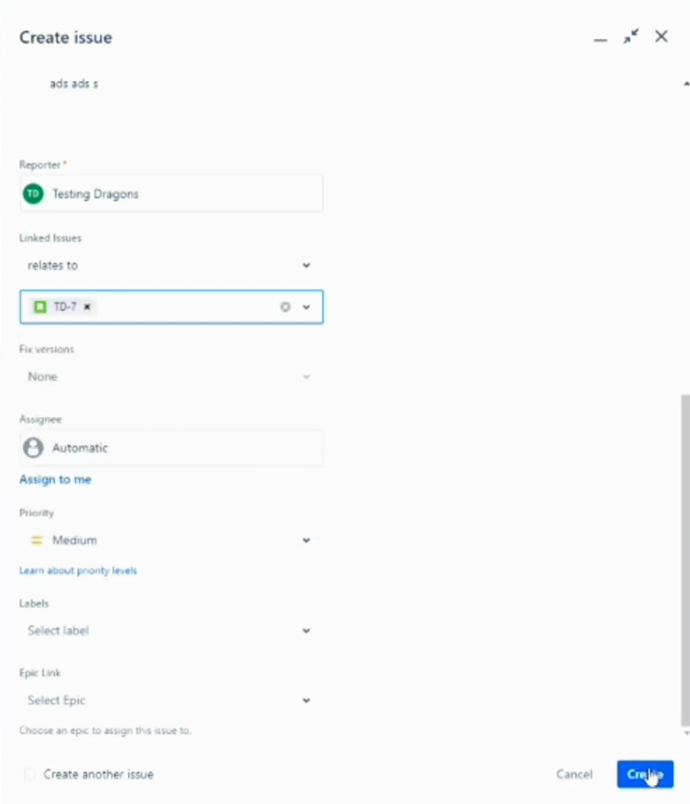 Create issue
ads ads s
Reporter *
TD Testing Dragons
Linked Issues
relates to
TD-7
Fix versions
None
Assignee
Automatic
Assign to me
Priority
Medium
Learn about priority levels
Labels
Select label
Epic Link
Select Epic
Choose an epic to assign this issue to.
Create another issue
Cancel
Create